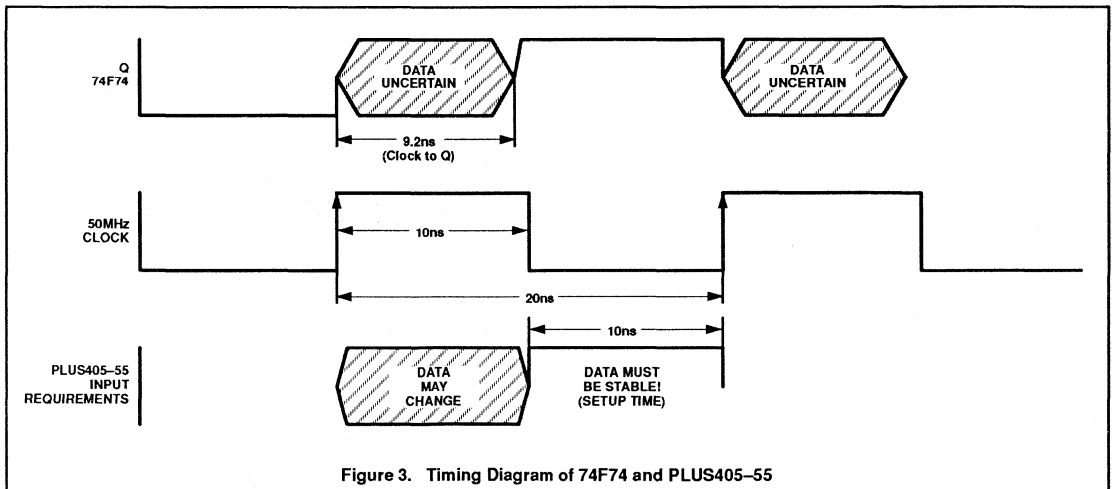 Q
74F74
DATA
UNCERTAIN
DATA
UNCERTAIN
9.2ns
(Clock to Q)
50MHz
CLOCK
10ns
20ns
10ns
PLUS405–55
INPUT
REQUIREMENTS
DATA
MAY
CHANGE
DATA MUST
BE STABLE!
(SETUP TIME)
Figure 3. Timing Diagram of 74F74 and PLUS405–55